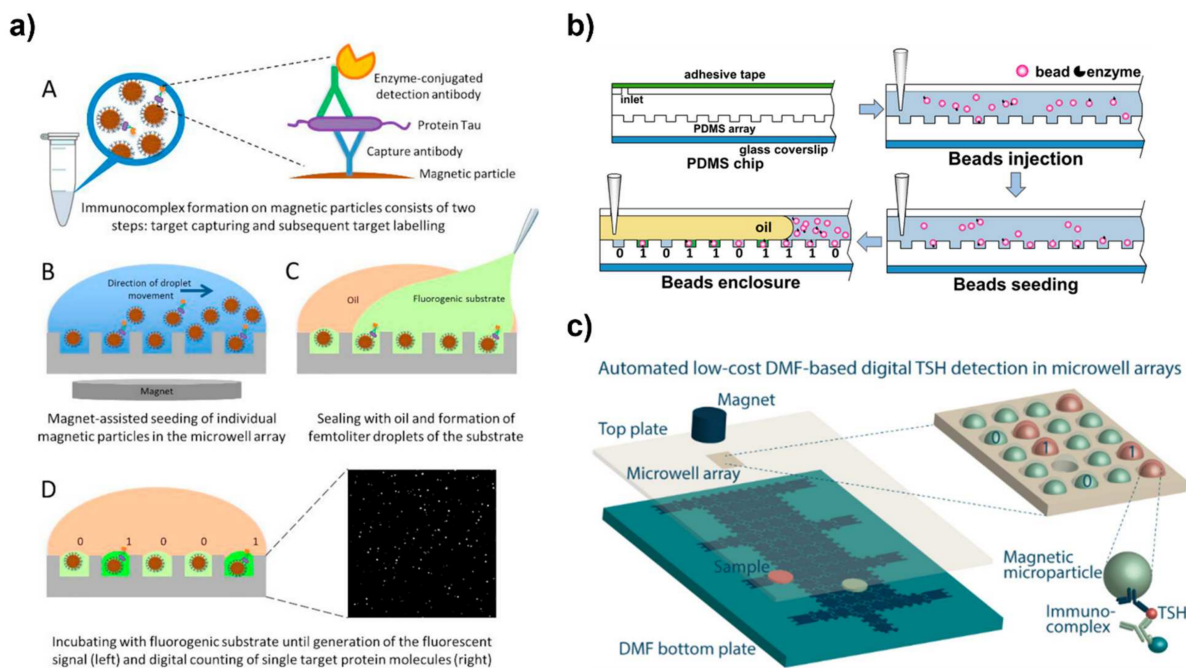 a)
A
Enzyme-conjugated
detection antibody
Protein Tau
Capture antibody
Magnetic particle
Immunocomplex formation on magnetic particles consists of two
steps: target capturing and subsequent target labelling
B
Direction of droplet
movement
Magnet
Magnet-assisted seeding of individual
magnetic particles in the microwell array
C
Oil
Fluorogenic substrate
Sealing with oil and formation of
femtoliter droplets of the substrate
D
0 1 0 0 1
Incubating with fluorogenic substrate until generation of the fluorescent
signal (left) and digital counting of single target protein molecules (right)
b)
adhesive tape
inlet
PDMS array
glass coverslip
PDMS chip
bead enzyme
Beads injection
Beads seeding
oil
0 1 0 1 1 0 1 1 1 0
Beads enclosure
c)
Automated low-cost DMF-based digital TSH detection in microwell arrays
Magnet
Top plate
Microwell array
Sample
DMF bottom plate
0
1
1
0
Magnetic
microparticle
Immuno-
complex
TSH